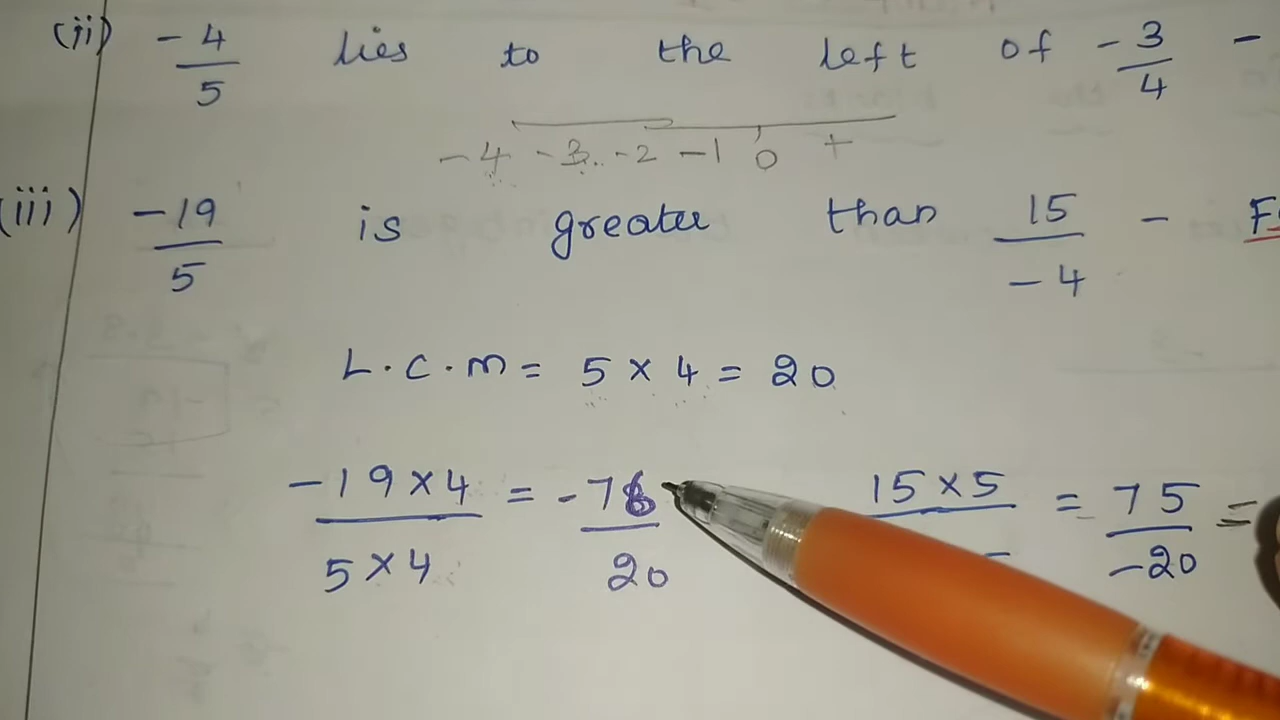 (ii) -4/5 lies to the left of -3/4 -
-4 -3.. -2 -1 0 +
(iii) -19/5 is greater than 15/-4 -
L.C.M = 5 × 4 = 20
-19×4/5×4 = -76/20 15×5 = 75/-20 =